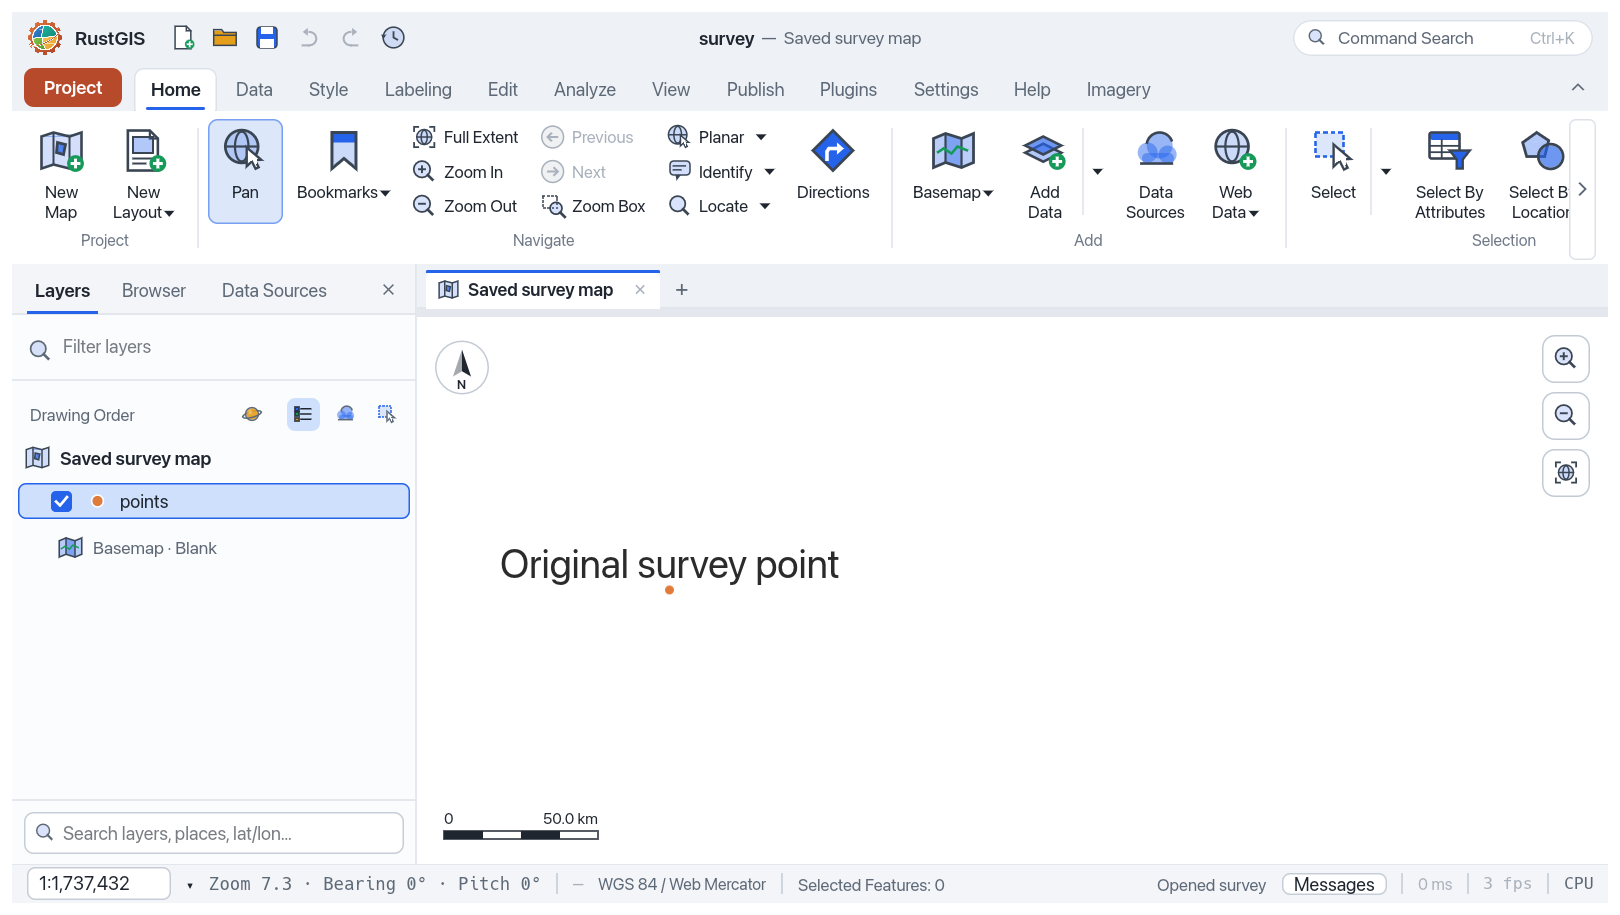 RustGIS
survey — Saved survey map
Command Search Ctrl+K
Project Home Data Style Labeling Edit Analyze View Publish Plugins Settings Help Imagery
New Map
New Layout
Project
Pan
Bookmarks
Full Extent
Zoom In
Zoom Out
Previous
Next
Zoom Box
Planar
Identify
Locate
Directions
Navigate
Basemap
Add Data
Data Sources
Web Data
Add
Select
Select By Attributes
Select B
Location
Selection
Layers Browser Data Sources
Saved survey map
Filter layers
Drawing Order
Saved survey map
points
Basemap · Blank
N
Original survey point
0 50.0 km
Search layers, places, lat/lon...
1:1,737,432 Zoom 7.3 · Bearing 0° · Pitch 0° — WGS 84 / Web Mercator Selected Features: 0 Opened survey Messages 0 ms 3 fps CPU